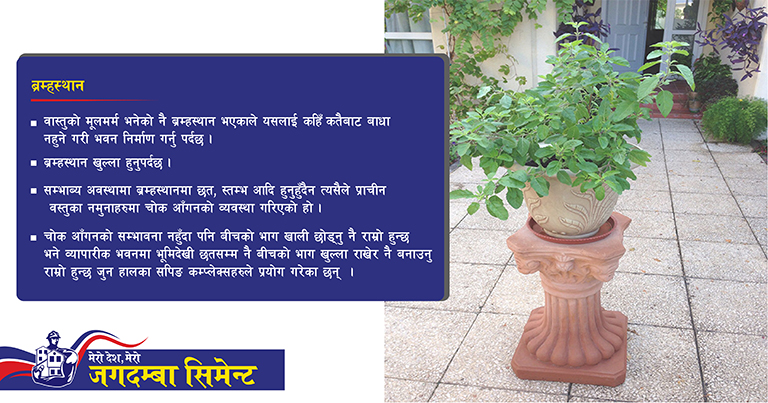 ब्रम्हस्थान
▪ वास्तुको मूलमर्म भनेको नै ब्रम्हस्थान भएकाले यसलाई कहिँ कतैबाट बाधा
नहुने गरी भवन निर्माण गर्नु पर्दछ ।
▪ ब्रम्हस्थान खुल्ला हुनुपर्दछ ।
▪ सम्भाव्य अवस्थामा ब्रम्हस्थानमा छत, स्तम्भ आदि हुनुहुँदैन त्यसैले प्राचीन
वस्तुका नमुनाहरुमा चोक आँगनको व्यवस्था गरिएको हो ।
▪ चोक आँगनको सम्भावना नहुँदा पनि बीचको भाग खाली छोड्नु नै राम्रो हुन्छ
भने व्यापारीक भवनमा भूमिदेखी छतसम्म नै बीचको भाग खुल्ला राखेर नै बनाउनु
राम्रो हुन्छ जुन हालका सपिङ कम्प्लेक्सहरुले प्रयोग गरेका छन् ।
मेरो देश, मेरो
जगदम्बा सिमेन्ट